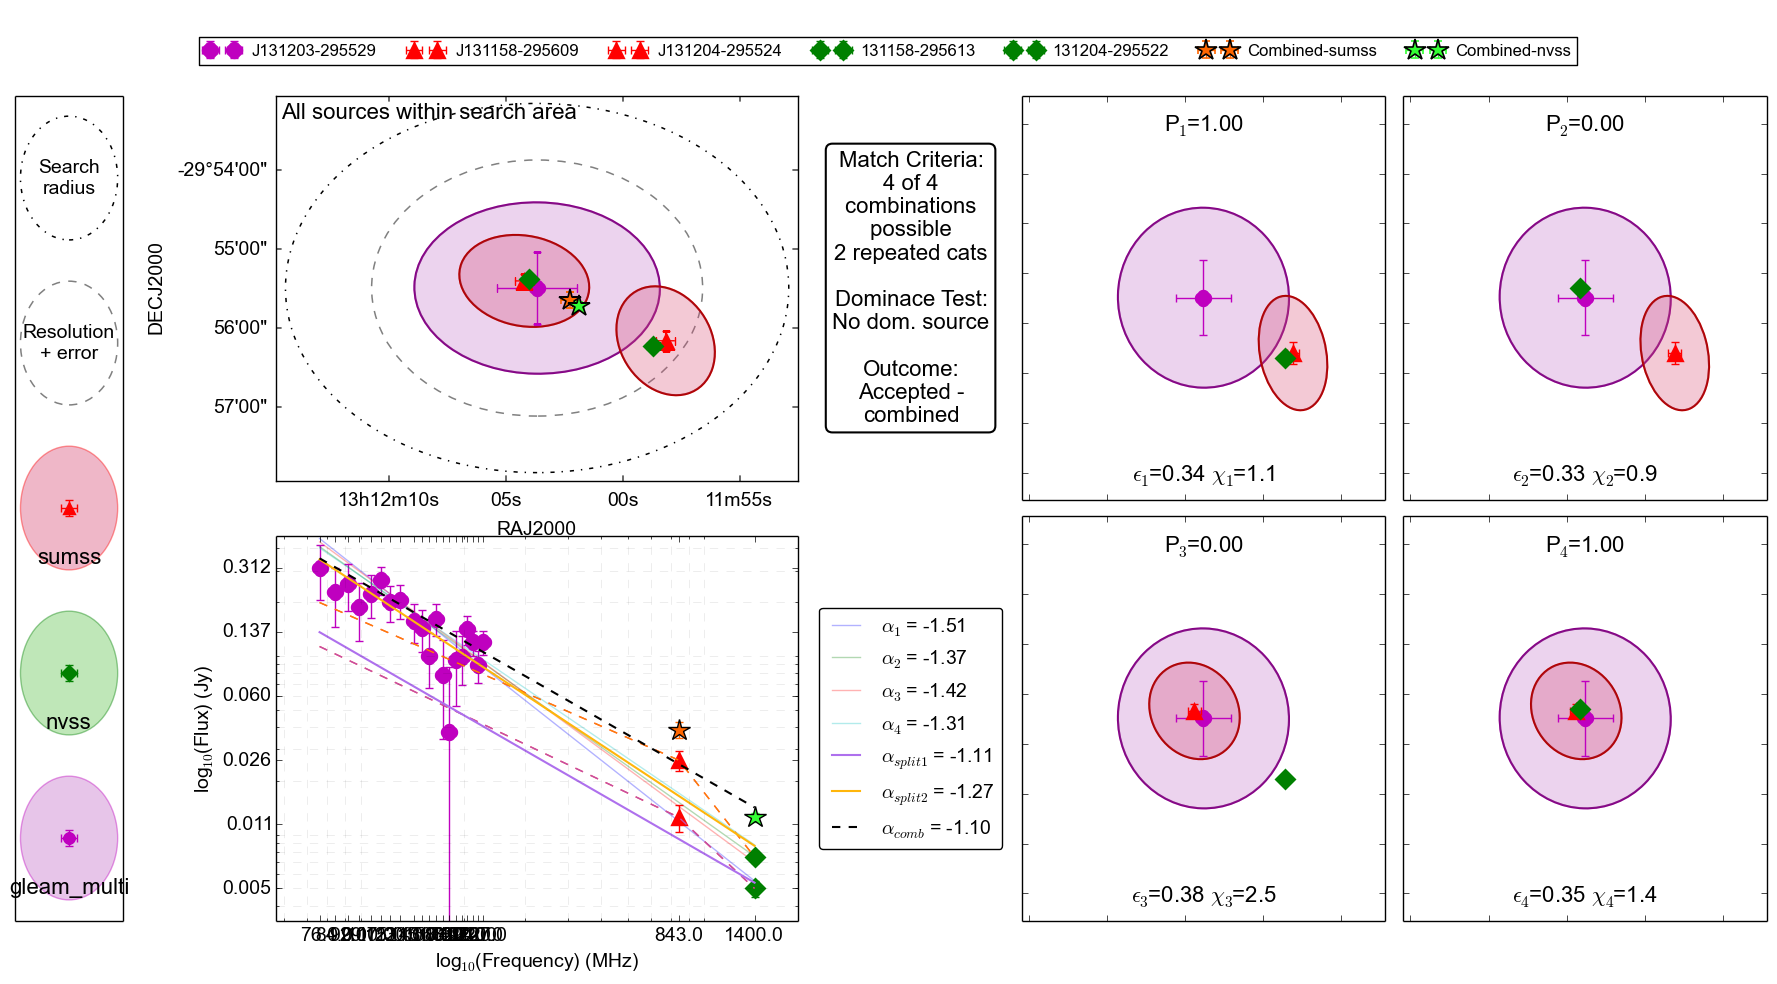 J131203-295529 J131158-295609 J131204-295524 131158-295613 131204-295522 Combined-sumss Combined-nvss
Search
radius
Resolution
+ error
sumss
nvss
gleam_multi
All sources within search area
DECJ2000
-29°54'00"
55'00"
56'00"
57'00"
13h12m10s 05s 00s 11m55s
RAJ2000
Match Criteria:
4 of 4
combinations
possible
2 repeated cats
Dominace Test:
No dom. source
Outcome:
Accepted -
combined
P1=1.00
ϵ1=0.34 χ1=1.1
P2=0.00
ϵ2=0.33 χ2=0.9
log10(Flux) (Jy)
0.312
0.137
0.060
0.026
0.011
0.005
843.0 1400.0
log10(Frequency) (MHz)
α1 = -1.51
α2 = -1.37
α3 = -1.42
α4 = -1.31
αsplit1 = -1.11
αsplit2 = -1.27
αcomb = -1.10
P3=0.00
ϵ3=0.38 χ3=2.5
P4=1.00
ϵ4=0.35 χ4=1.4